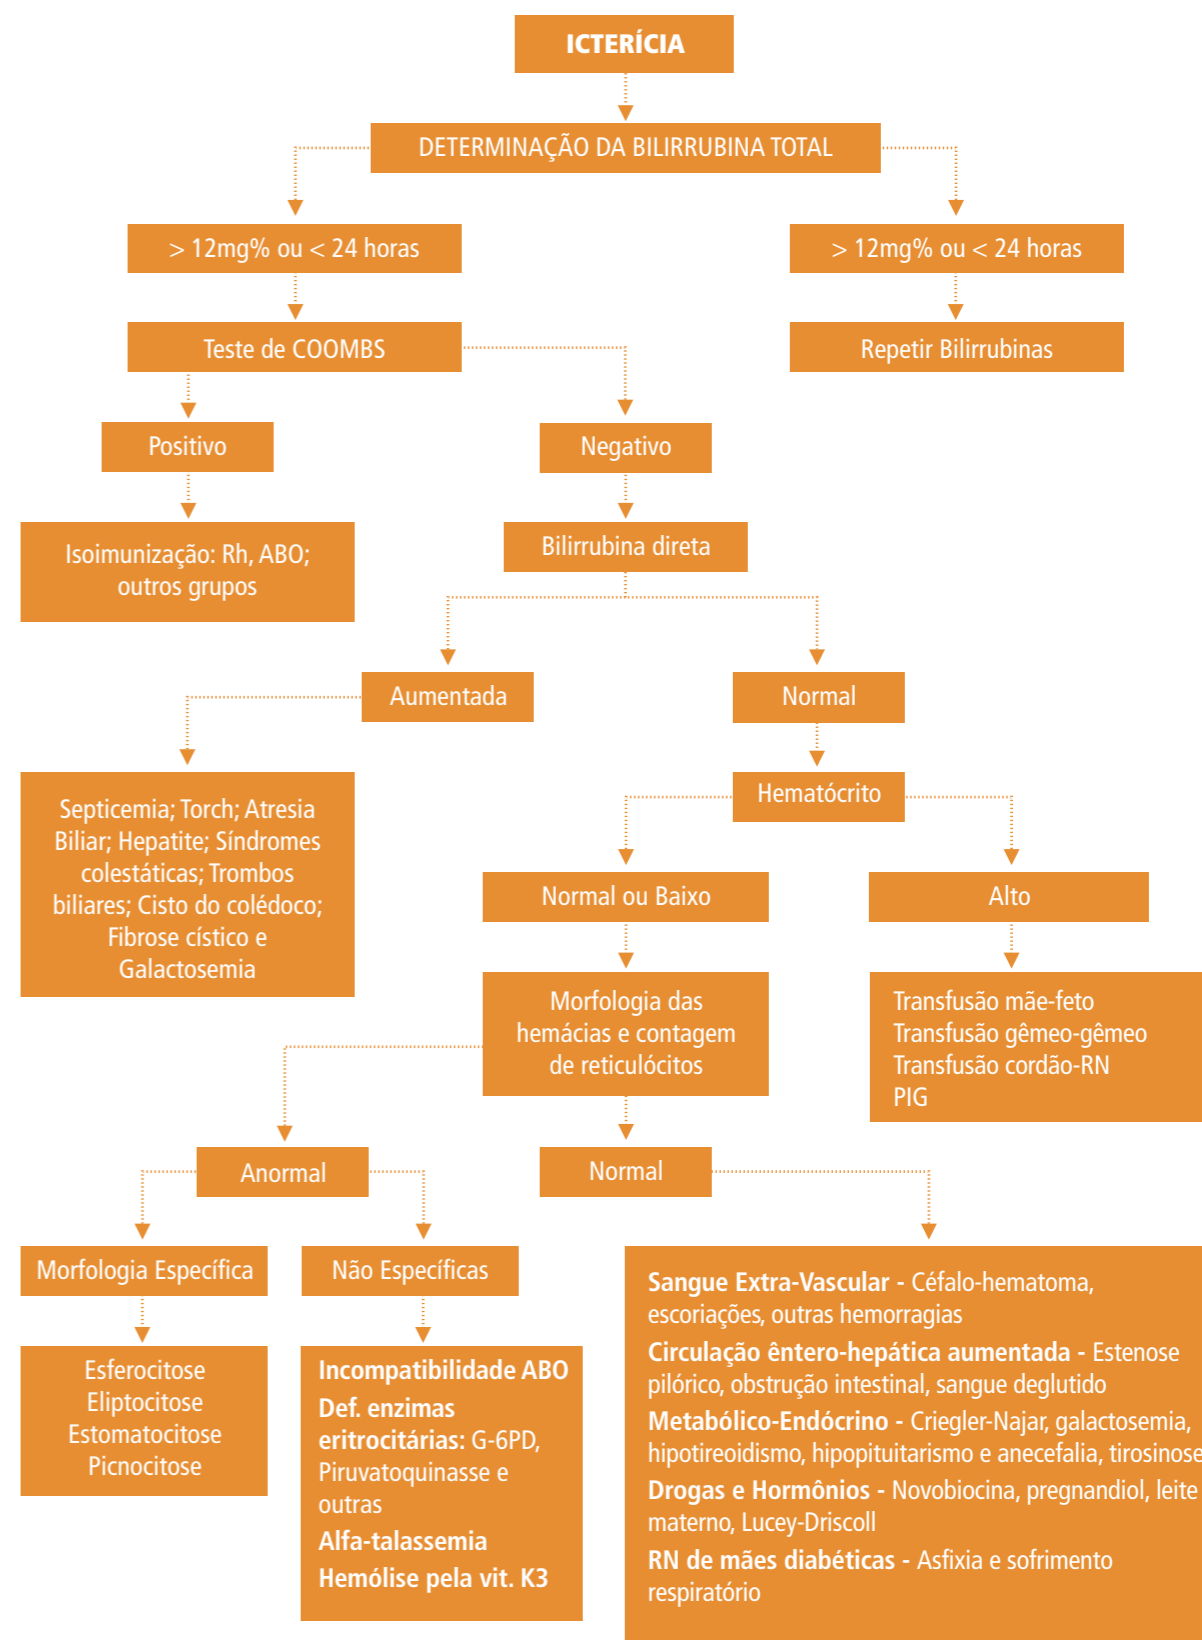 ICTERÍCIA
DETERMINAÇÃO DA BILIRRUBINA TOTAL
> 12mg% ou < 24 horas
> 12mg% ou < 24 horas
Teste de COOMBS
Repetir Bilirrubinas
Positivo
Negativo
Isoimunização: Rh, ABO;
outros grupos
Bilirrubina direta
Aumentada
Normal
Septicemia; Torch; Atresia
Biliar; Hepatite; Síndromes
colestáticas; Trombos
biliares; Cisto do colédoco;
Fibrose cístico e
Galactosemia
Hematócrito
Normal ou Baixo
Alto
Morfologia das
hemácias e contagem
de reticulócitos
Transfusão mãe-feto
Transfusão gêmeo-gêmeo
Transfusão cordão-RN
PIG
Anormal
Normal
Morfologia Específica
Não Específicas
Esferocitose
Eliptocitose
Estomatocitose
Picnocitose
Incompatibilidade ABO
Def. enzimas
eritrocitárias: G-6PD,
Piruvatoquinasse e
outras
Alfa-talassemia
Hemólise pela vit. K3
Sangue Extra-Vascular - Céfalo-hematoma,
escoriações, outras hemorragias
Circulação êntero-hepática aumentada - Estenose
pilórico, obstrução intestinal, sangue deglutido
Metabólico-Endócrino - Criegler-Najar, galactosemia,
hipotireoidismo, hipopituitarismo e anecefalia, tirosinose
Drogas e Hormônios - Novobiocina, pregnandiol, leite
materno, Lucey-Driscoll
RN de mães diabéticas - Asfixia e sofrimento
respiratório